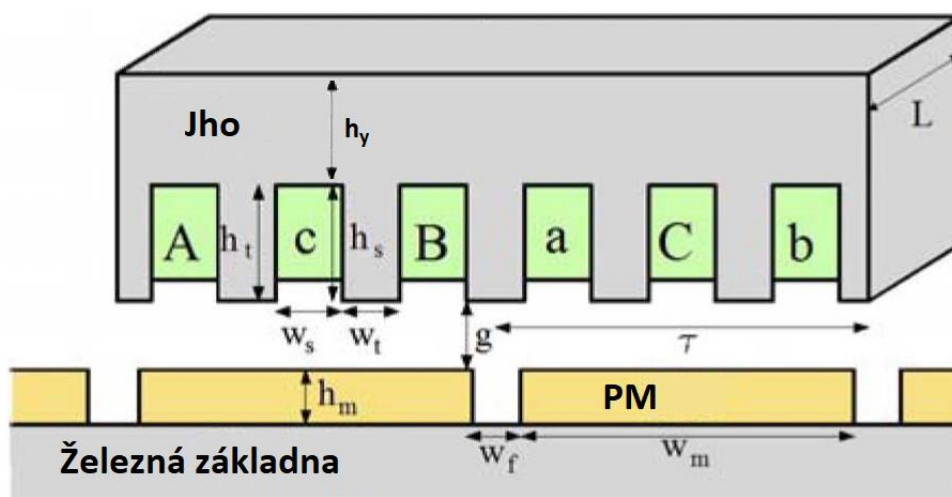 Jho
h_y
L
A
h_t
c
h_s
B
a
C
b
w_s
w_t
g
τ
h_m
PM
w_f
w_m
Železná základna